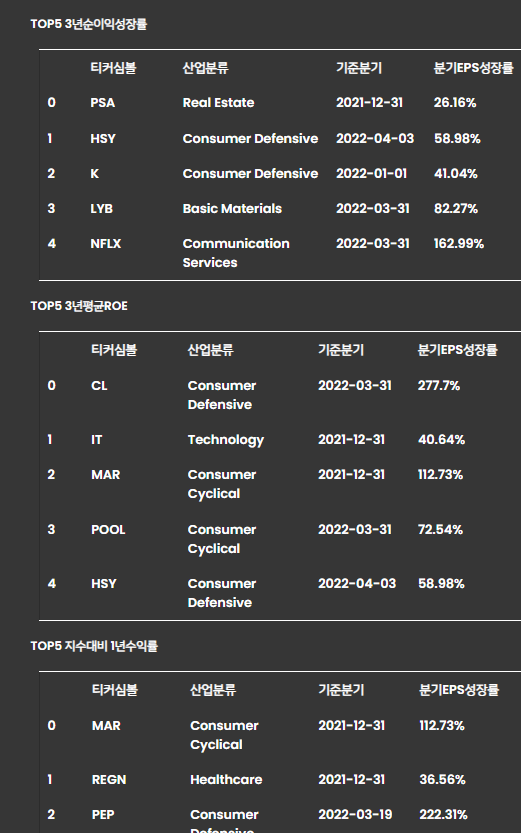 TOP5 3년순이익성장률
티커심볼 산업분류 기준분기 분기EPS성장률
0 PSA Real Estate 2021-12-31 26.16%
1 HSY Consumer Defensive 2022-04-03 58.98%
2 K Consumer Defensive 2022-01-01 41.04%
3 LYB Basic Materials 2022-03-31 82.27%
4 NFLX Communication 2022-03-31 162.99%
Services
TOP5 3년평균ROE
티커심볼 산업분류 기준분기 분기EPS성장률
0 CL Consumer 2022-03-31 277.7%
Defensive
1 IT Technology 2021-12-31 40.64%
2 MAR Consumer 2021-12-31 112.73%
Cyclical
3 POOL Consumer 2022-03-31 72.54%
Cyclical
4 HSY Consumer 2022-04-03 58.98%
Defensive
TOP5 지수대비 1년수익률
티커심볼 산업분류 기준분기 분기EPS성장률
0 MAR Consumer 2021-12-31 112.73%
Cyclical
1 REGN Healthcare 2021-12-31 36.56%
2 PEP Consumer 2022-03-19 222.31%
Defensive